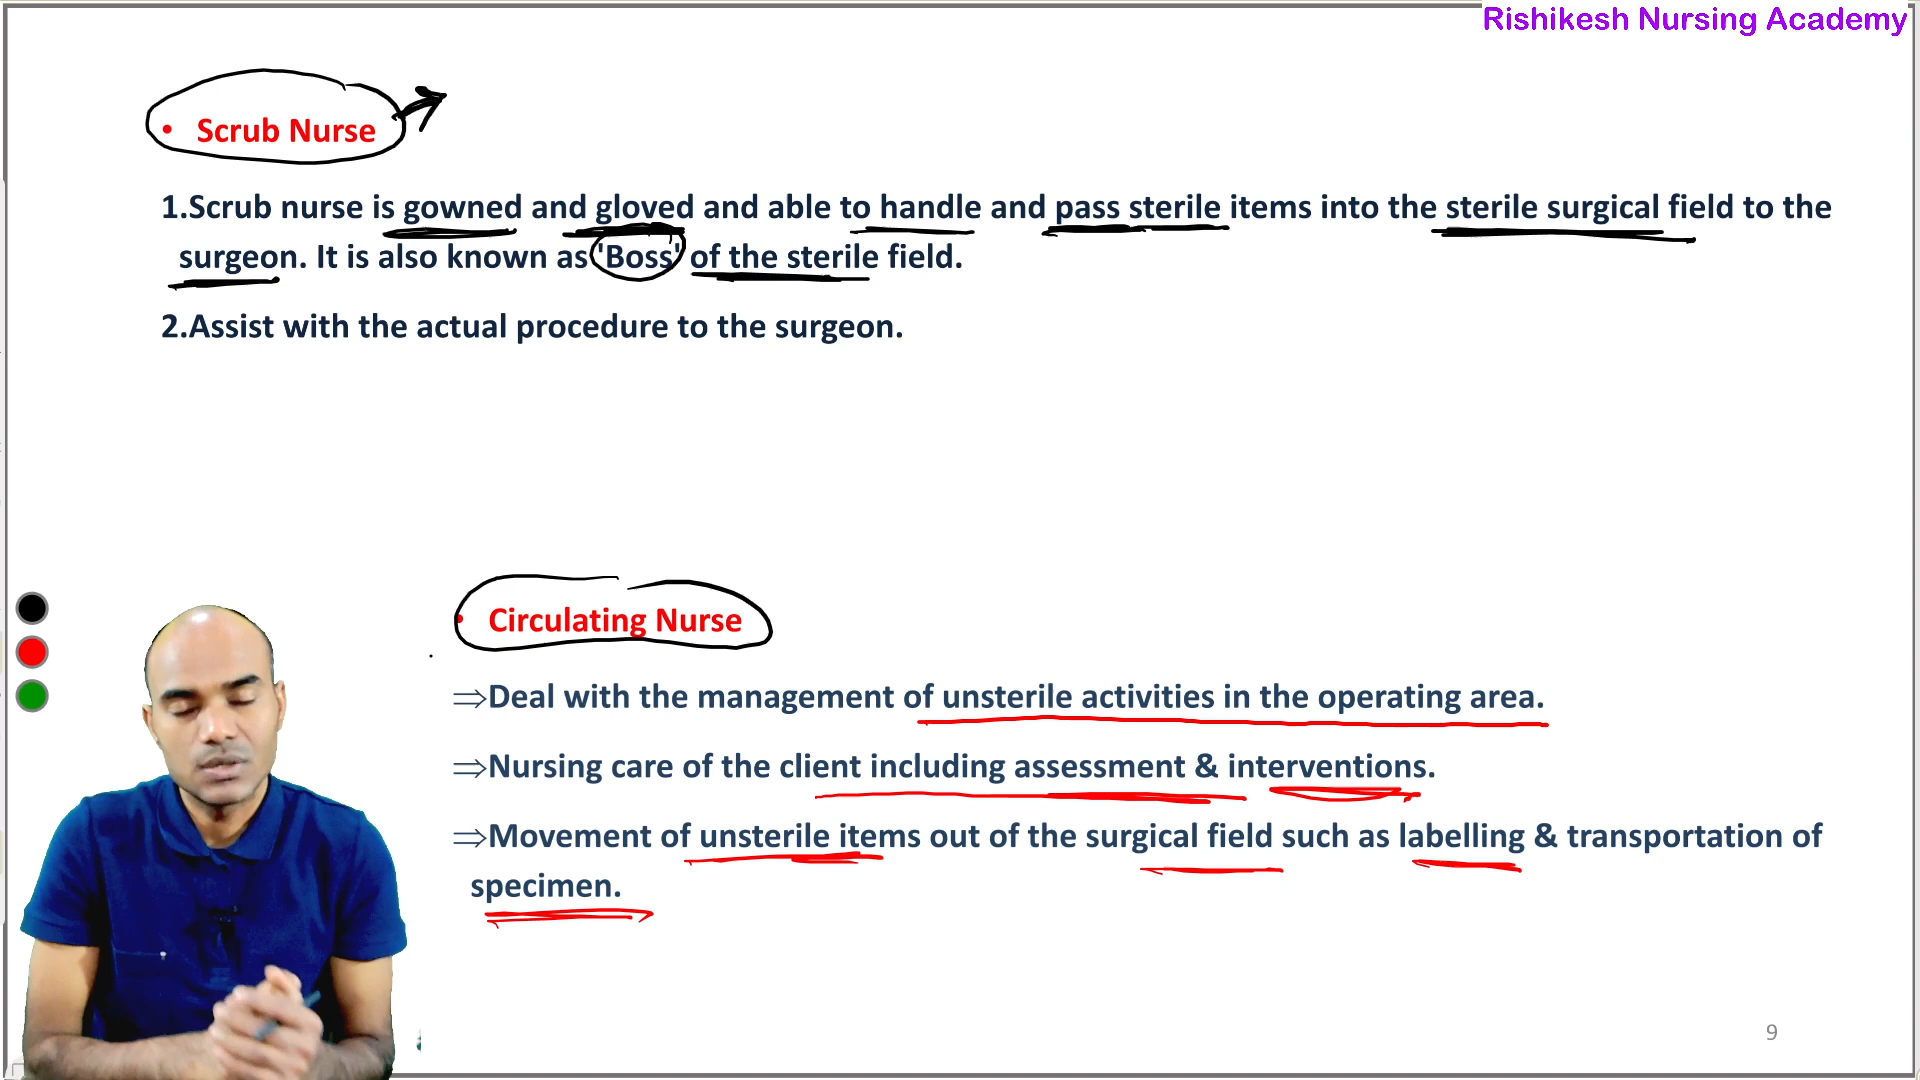 Rishikesh Nursing Academy
• Scrub Nurse
1.Scrub nurse is gowned and gloved and able to handle and pass sterile items into the sterile surgical field to the
surgeon. It is also known as 'Boss' of the sterile field.
2.Assist with the actual procedure to the surgeon.
• Circulating Nurse
⇒Deal with the management of unsterile activities in the operating area.
⇒Nursing care of the client including assessment & interventions.
⇒Movement of unsterile items out of the surgical field such as labelling & transportation of
specimen.
9